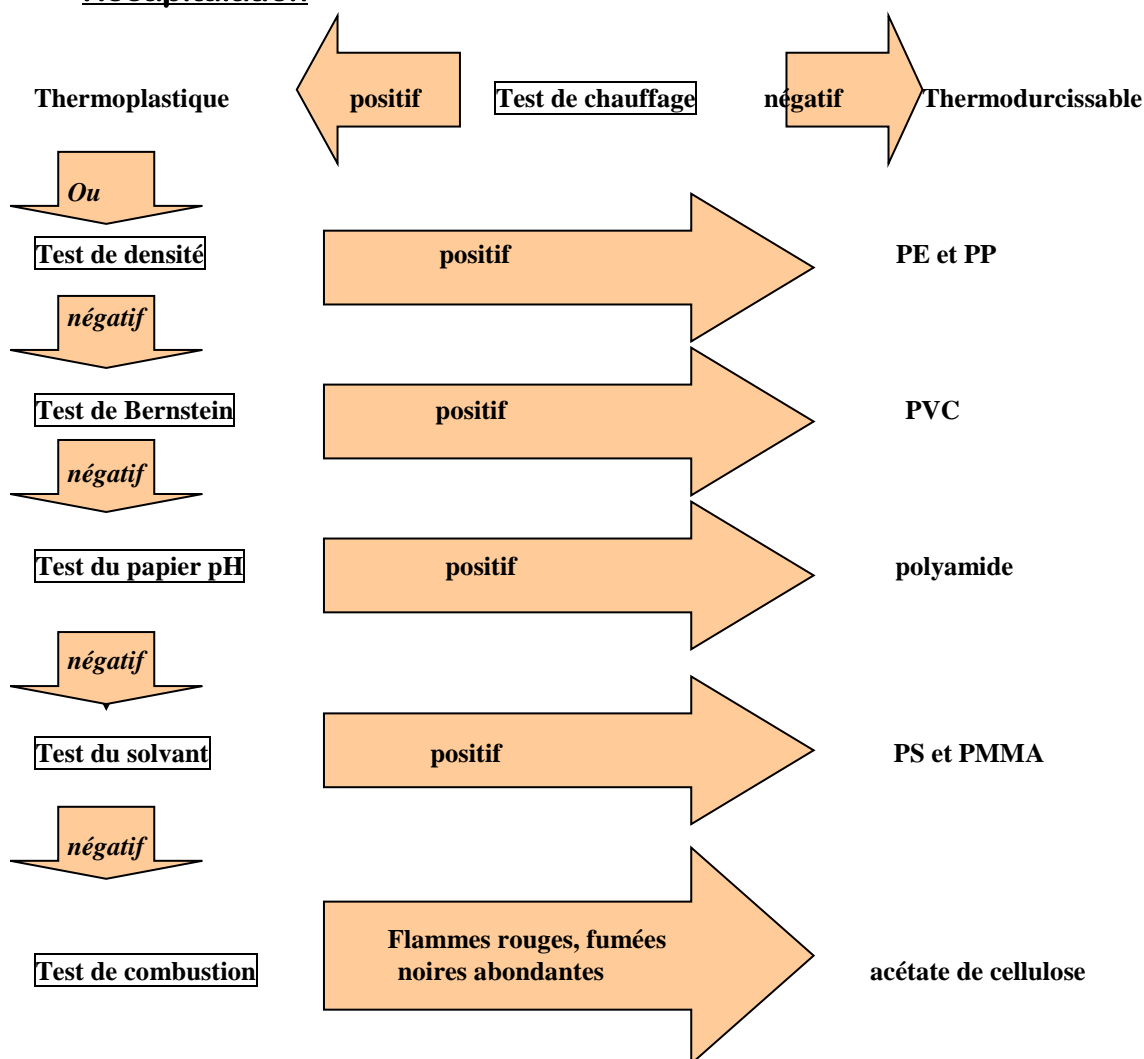 Récapitulation
Thermoplastique positif Test de chauffage négatif Thermodurcissable
Ou
Test de densité positif PE et PP
négatif
Test de Bernstein positif PVC
négatif
Test du papier pH positif polyamide
négatif
Test du solvant positif PS et PMMA
négatif
Flammes rouges, fumées
noires abondantes
Test de combustion acétate de cellulose